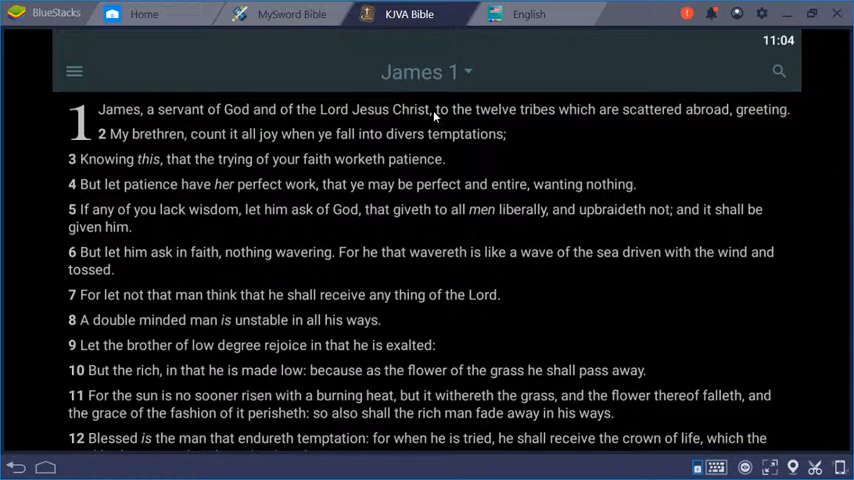 BlueStacks Home MySword Bible KJVA Bible English
11:04
James 1
1 James, a servant of God and of the Lord Jesus Christ, to the twelve tribes which are scattered abroad, greeting.
2 My brethren, count it all joy when ye fall into divers temptations;
3 Knowing this, that the trying of your faith worketh patience.
4 But let patience have her perfect work, that ye may be perfect and entire, wanting nothing.
5 If any of you lack wisdom, let him ask of God, that giveth to all men liberally, and upbraideth not; and it shall be
given him.
6 But let him ask in faith, nothing wavering. For he that wavereth is like a wave of the sea driven with the wind and
tossed.
7 For let not that man think that he shall receive any thing of the Lord.
8 A double minded man is unstable in all his ways.
9 Let the brother of low degree rejoice in that he is exalted:
10 But the rich, in that he is made low: because as the flower of the grass he shall pass away.
11 For the sun is no sooner risen with a burning heat, but it withereth the grass, and the flower thereof falleth, and
the grace of the fashion of it perisheth: so also shall the rich man fade away in his ways.
12 Blessed is the man that endureth temptation: for when he is tried, he shall receive the crown of life, which the